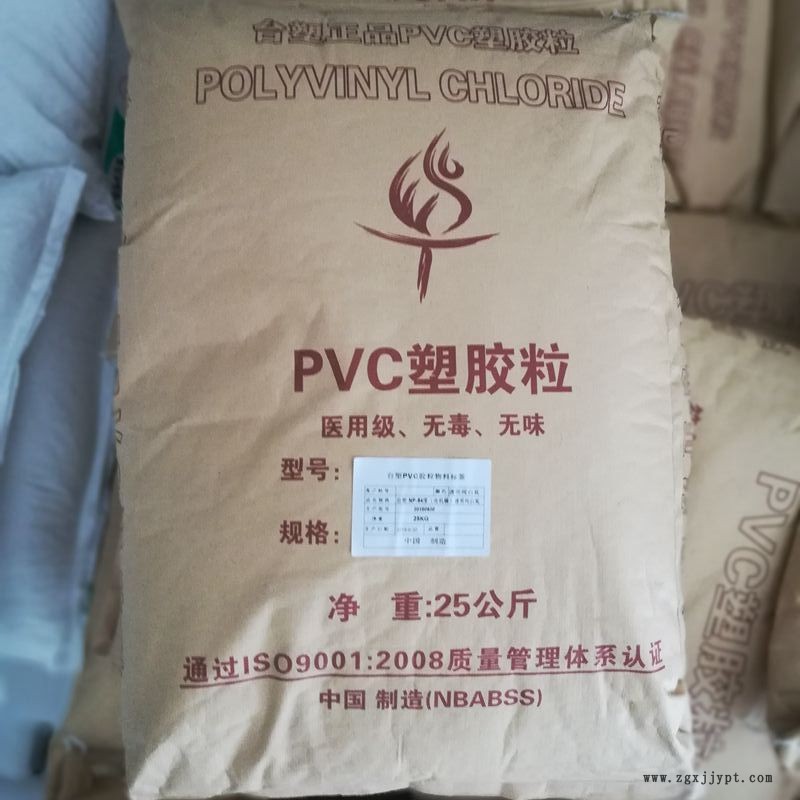 台塑正品PVC塑胶粒
POLYVINYL CHLORIDE
PVC塑胶粒
医用级、无毒、无味
型号：
台塑PVC胶粒物料标签
25KG
中国 制造
规格：
净 重:25公斤
通过ISO9001:2008质量管理体系认证
中国 制造(NBABSS)
PVC塑胶粒
www.zgxjjypt.com